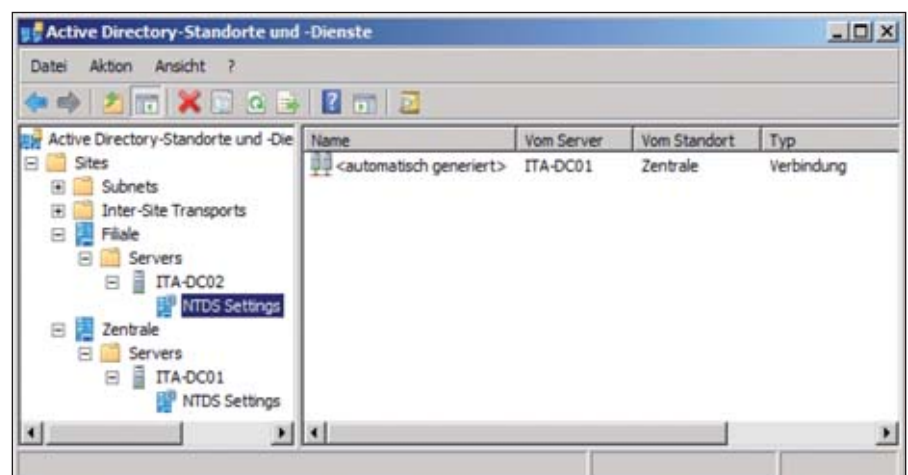 Active Directory-Standorte und -Dienste
Datei Aktion Ansicht ?
Active Directory-Standorte und -Die
Sites
Subnets
Inter-Site Transports
Filiale
Servers
ITA-DC02
NTDS Settings
Zentrale
Servers
ITA-DC01
NTDS Settings
Name Vom Server Vom Standort Typ
<automatisch generiert> ITA-DC01 Zentrale Verbindung